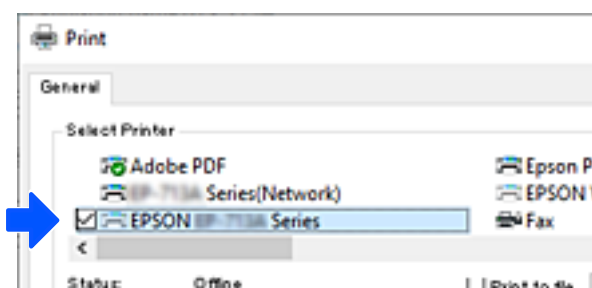 Print
General
Select Printer
Adobe PDF
Epson P
Series(Network)
EPSON
EPSON Series
Fax
Status: Offline
Print to file